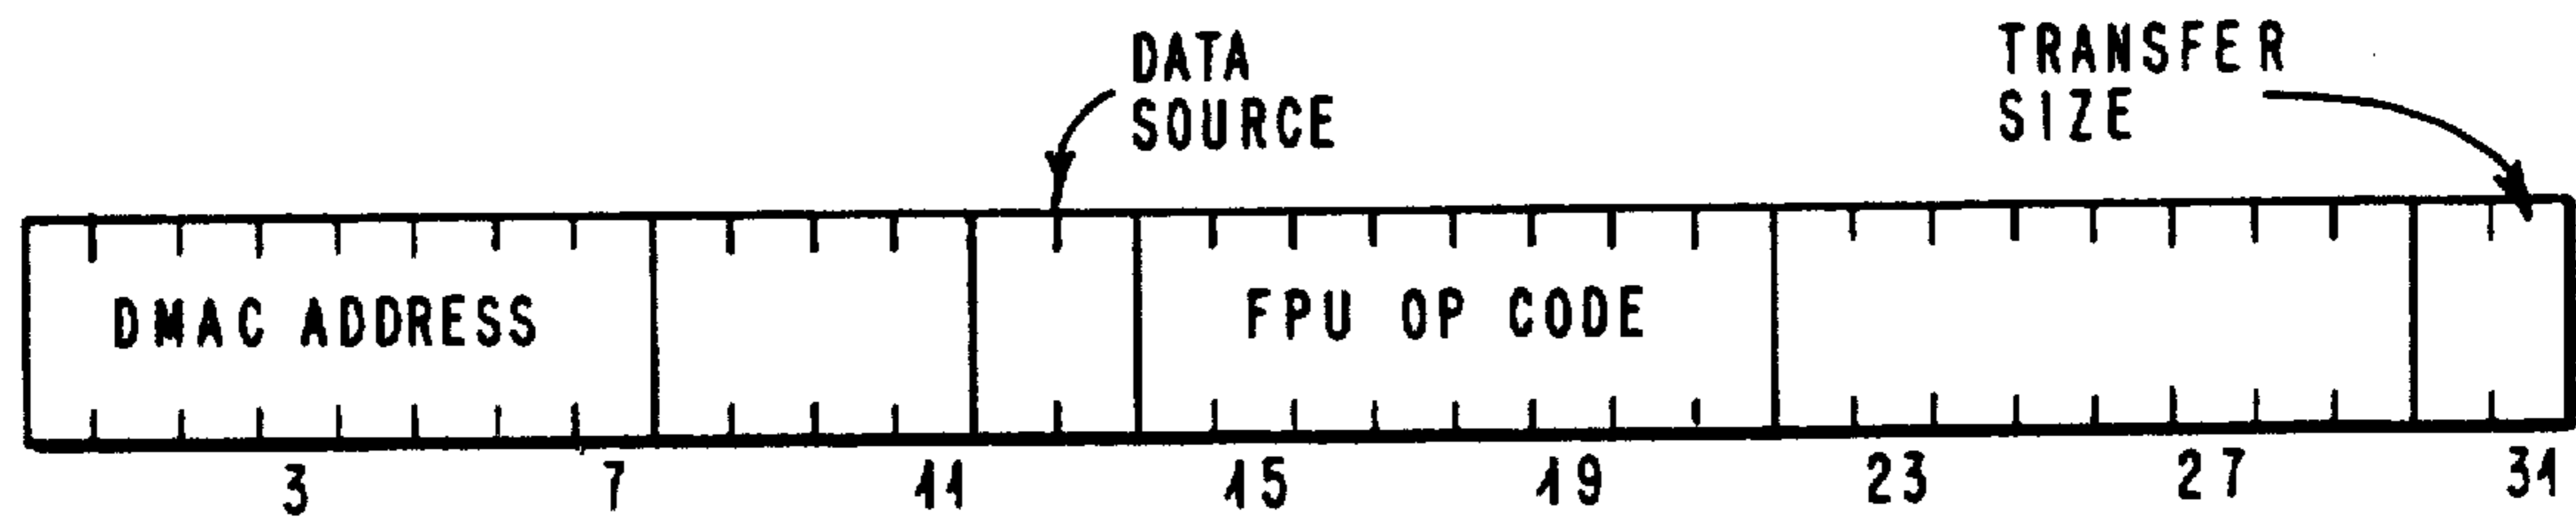 DATA
SOURCE
TRANSFER
SIZE
DMAC ADDRESS
FPU OP CODE
3 7 11 15 19 23 27 31